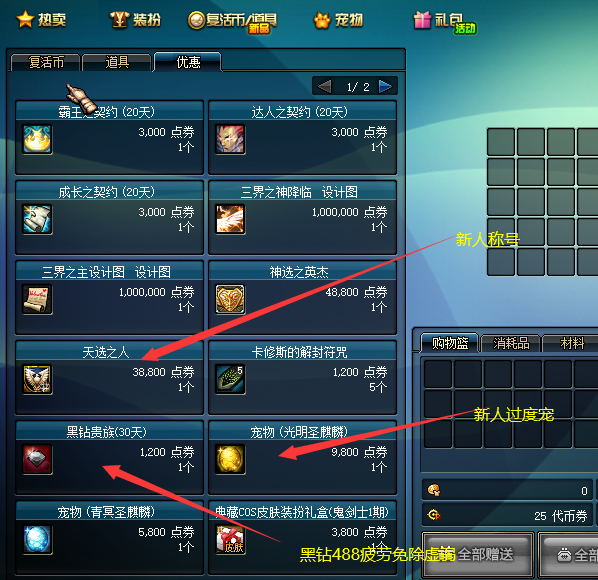 热卖
装扮
复活币/道具
新品
宠物
礼包
活动
复活币
道具
优惠
1/ 2
霸王之契约 (20天)
3,000 点券
1个
达人之契约 (20天)
3,000 点券
1个
成长之契约 (20天)
3,000 点券
1个
三界之神降临 设计图
1,000,000 点券
1个
三界之主设计图 设计图
1,000,000 点券
1个
神选之英杰
48,800 点券
1个
新人称号
天选之人
38,800 点券
1个
卡修斯的解封符咒
5
1,200 点券
5个
黑钻贵族(30天)
1,200 点券
1个
宠物 (光明圣麒麟)
9,800 点券
1个
新人过度宠
宠物 (青冥圣麒麟)
5,800 点券
1个
典藏COS皮肤装扮礼盒(鬼剑士1期)
皮肤
3,800 点券
1个
黑钻488疲劳免除虚弱
购物篮
消耗品
材料
0
25 代币券
全部赠送
全部